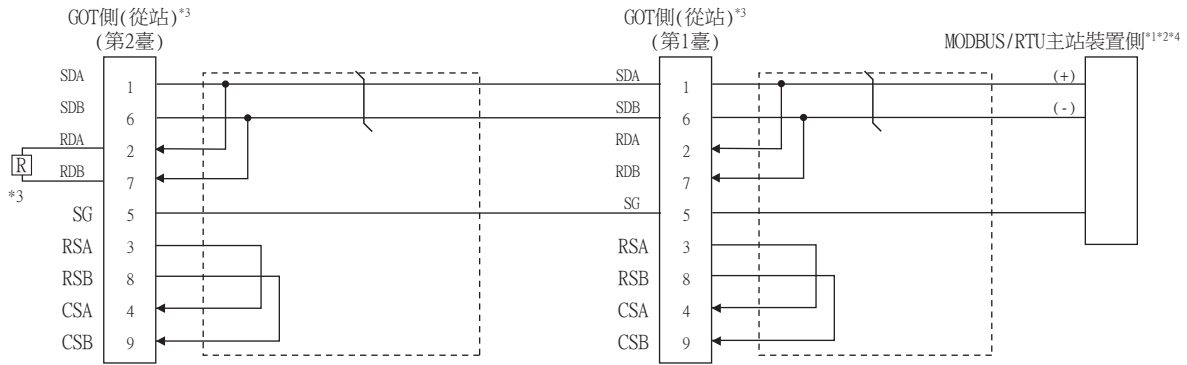 GOT側(從站)*3
(第2臺)
SDA 1
SDB 6
RDA 2
RDB 7
SG 5
RSA 3
RSB 8
CSA 4
CSB 9
R
*3
GOT側(從站)*3
(第1臺)
SDA 1
SDB 6
RDA 2
RDB 7
SG 5
RSA 3
RSB 8
CSA 4
CSB 9
MODBUS/RTU主站裝置側*1*2*4
(+)
(-)